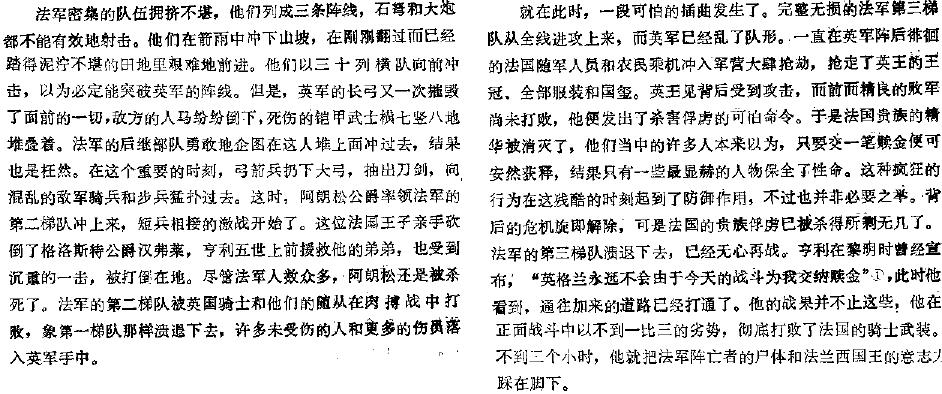 法军密集的队伍拥挤不堪，他们列成三条阵线，石弩和大炮
都不能有效地射击。他们在箭雨中冲下山坡，在刚刚翻过而已经
踏得泥泞不堪的田地里艰难地前进。他们以三十列横队向前冲
击，以为必定能突破英军的阵线。但是，英军的长弓又一次摧毁
了面前的一切，敌方的人马纷纷倒下，死伤的铠甲武士横七竖八地
堆叠着。法军的后继部队勇敢地企图在这人堆上面冲过去，结果
也是枉然。在这个重要的时刻，弓箭兵扔下大弓，抽出刀剑，向
混乱的敌军骑兵和步兵猛扑过去。这时，阿朗松公爵率领法军的
第二梯队冲上来，短兵相接的激战开始了。这位法国王子亲手砍
倒了格洛斯特公爵汉弗莱，亨利五世上前援救他的弟弟，也受到
沉重的一击，被打倒在地。尽管法军人数众多，阿朗松还是被杀
死了。法军的第二梯队被英国骑士和他们的随从在肉搏战中打
败，象第一梯队那样溃退下去，许多未受伤的人和更多的伤员落
入英军手中。
就在此时，一段可怕的插曲发生了。完整无损的法军第三梯
队从全线进攻上来，而英军已经乱了队形。一直在英军阵后徘徊
的法国随军人员和农民乘机冲入军营大肆抢劫，抢走了英王的王
冠、全部服装和国玺。英王见背后受到攻击，而前面精良的敌军
尚未打败，他便发出了杀害俘虏的可怕命令。于是法国贵族的精
华被消灭了，他们当中的许多人本来以为，只要交一笔赎金便可
安然获释，结果只有一些最显赫的人物保全了性命。这种疯狂的
行为在这残酷的时刻起到了防御作用，不过也并非必要之举。背
后的危机旋即解除，可是法国的贵族俘虏已被杀得所剩无几了。
法军的第三梯队溃退下去，已经无心再战。亨利在黎明时曾经宣
布，“英格兰永远不会由于今天的战斗为我交纳赎金”①，此时他
看到，通往加来的道路已经打通了。他的战果并不止这些，他在
正面战斗中以不到一比三的劣势，彻底打败了法国的骑士武装。
不到三个小时，他就把法军阵亡者的尸体和法兰西国王的意志力
踩在脚下。